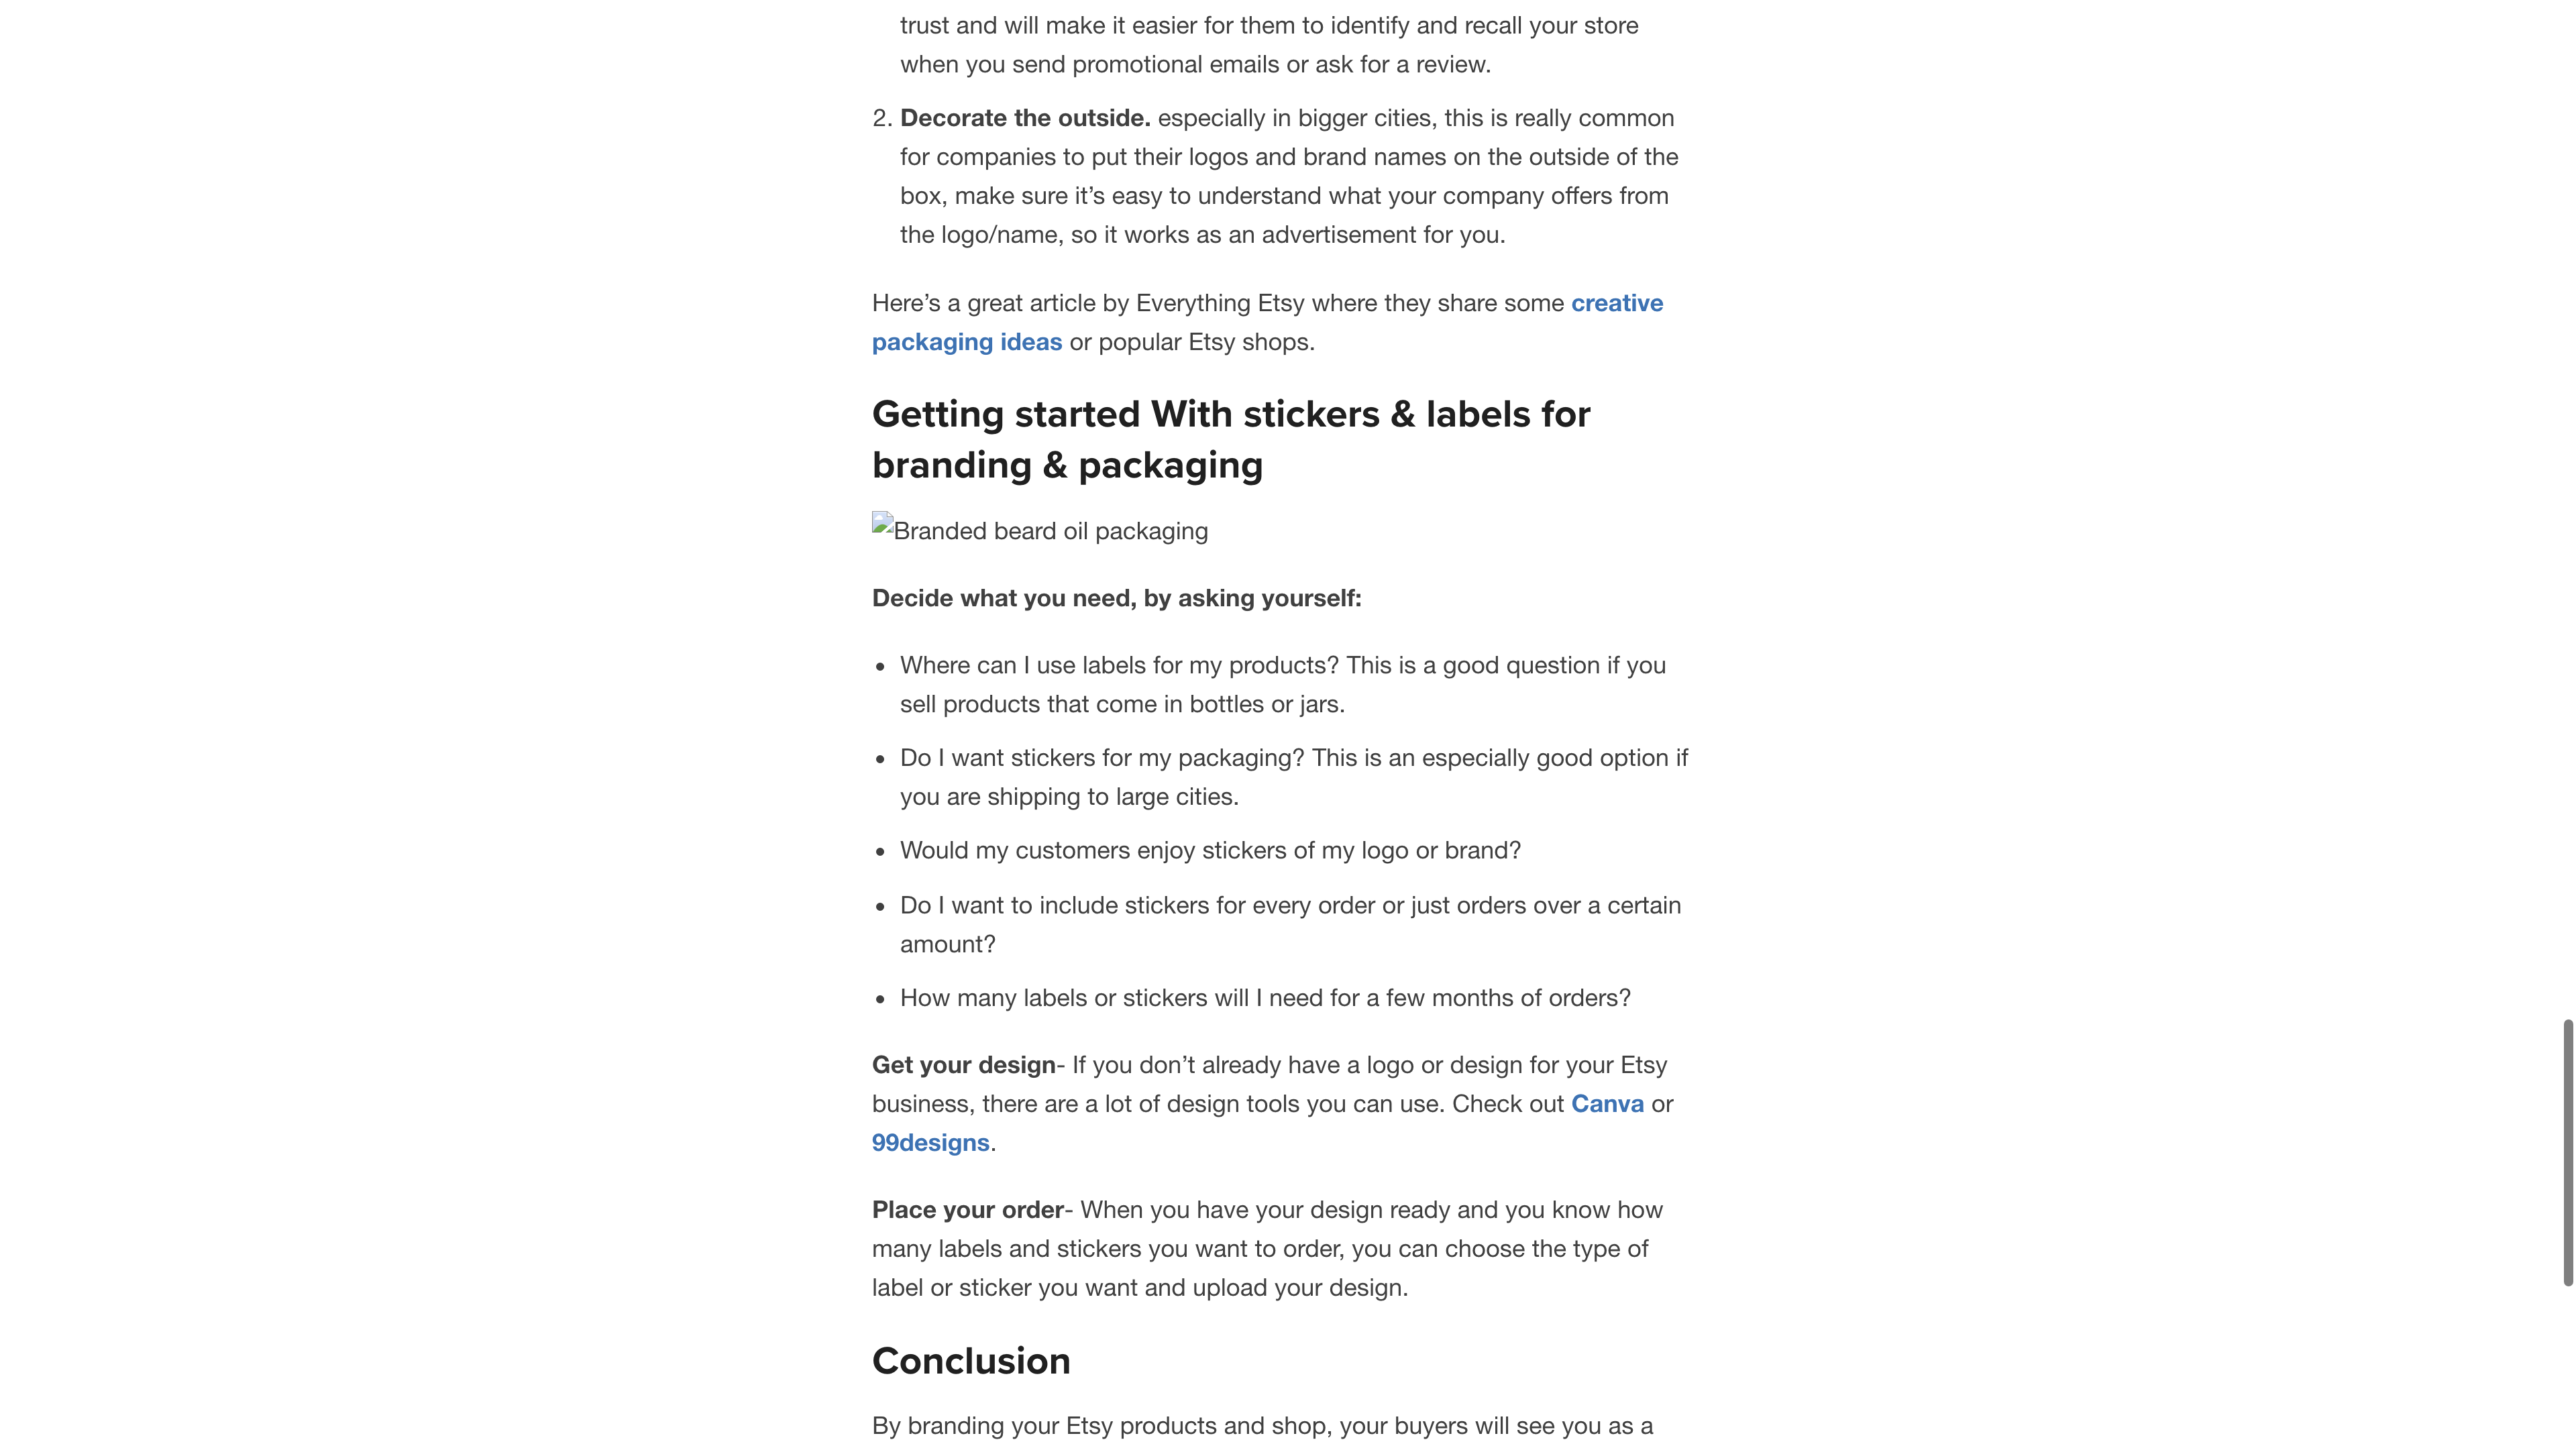 trust and will make it easier for them to identify and recall your store
when you send promotional emails or ask for a review.
2. Decorate the outside. especially in bigger cities, this is really common
for companies to put their logos and brand names on the outside of the
box, make sure it’s easy to understand what your company offers from
the logo/name, so it works as an advertisement for you.
Here’s a great article by Everything Etsy where they share some creative
packaging ideas or popular Etsy shops.
Getting started With stickers & labels for
branding & packaging
Branded beard oil packaging
Decide what you need, by asking yourself:
• Where can I use labels for my products? This is a good question if you
sell products that come in bottles or jars.
• Do I want stickers for my packaging? This is an especially good option if
you are shipping to large cities.
• Would my customers enjoy stickers of my logo or brand?
• Do I want to include stickers for every order or just orders over a certain
amount?
• How many labels or stickers will I need for a few months of orders?
Get your design- If you don’t already have a logo or design for your Etsy
business, there are a lot of design tools you can use. Check out Canva or
99designs.
Place your order- When you have your design ready and you know how
many labels and stickers you want to order, you can choose the type of
label or sticker you want and upload your design.
Conclusion
By branding your Etsy products and shop, your buyers will see you as a